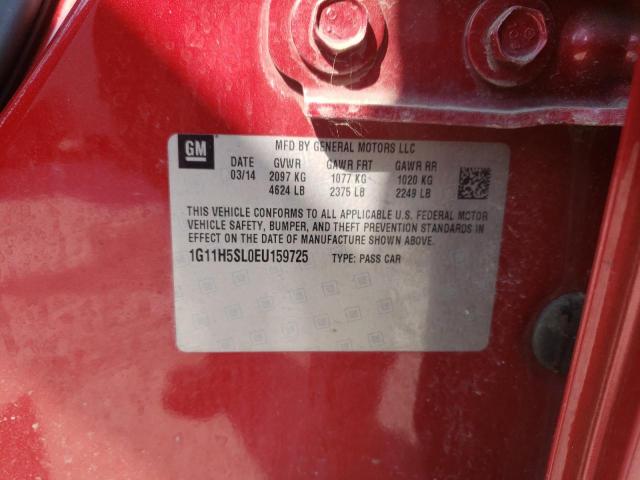 GM
MFD BY GENERAL MOTORS LLC
DATE GVWR GAWR FRT GAWR RR
03/14 2097 KG 1077 KG 1020 KG
4624 LB 2375 LB 2249 LB
THIS VEHICLE CONFORMS TO ALL APPLICABLE U.S. FEDERAL MOTOR
VEHICLE SAFETY, BUMPER, AND THEFT PREVENTION STANDARDS
IN EFFECT ON THE DATE OF MANUFACTURE SHOWN ABOVE.
1G11H5SL0EU159725 TYPE: PASS CAR